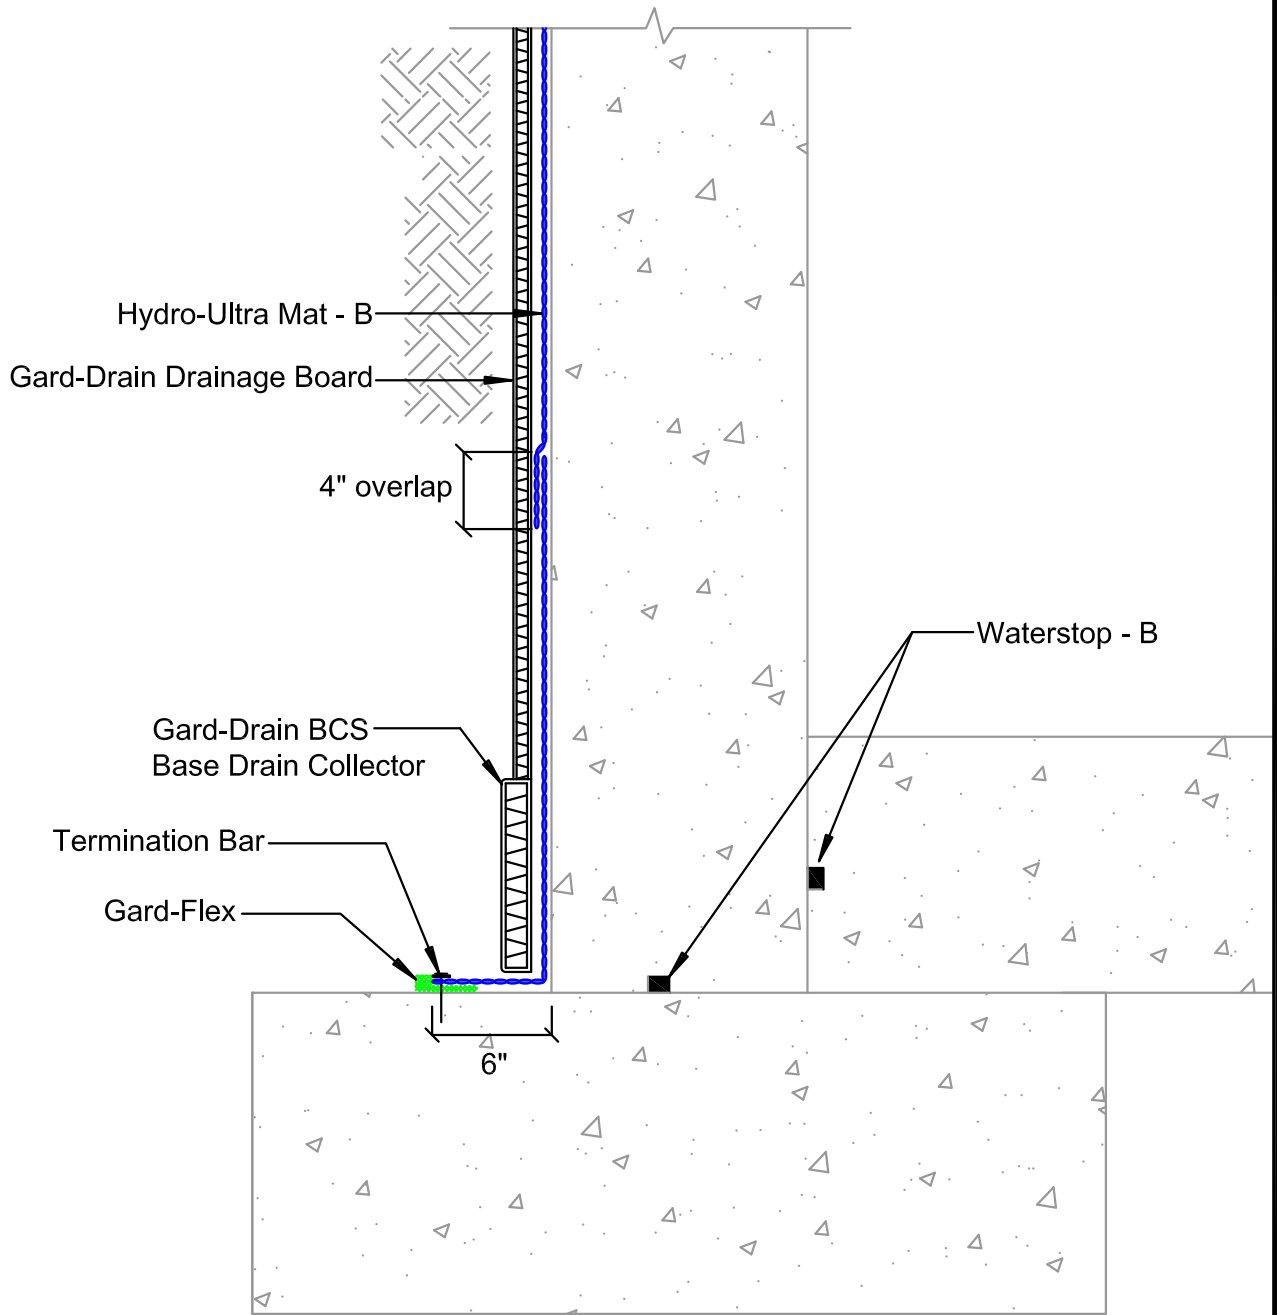 Hydro-Ultra Mat - B
Gard-Drain Drainage Board
4" overlap
Waterstop - B
Gard-Drain BCS
Base Drain Collector
Termination Bar
Gard-Flex
6"